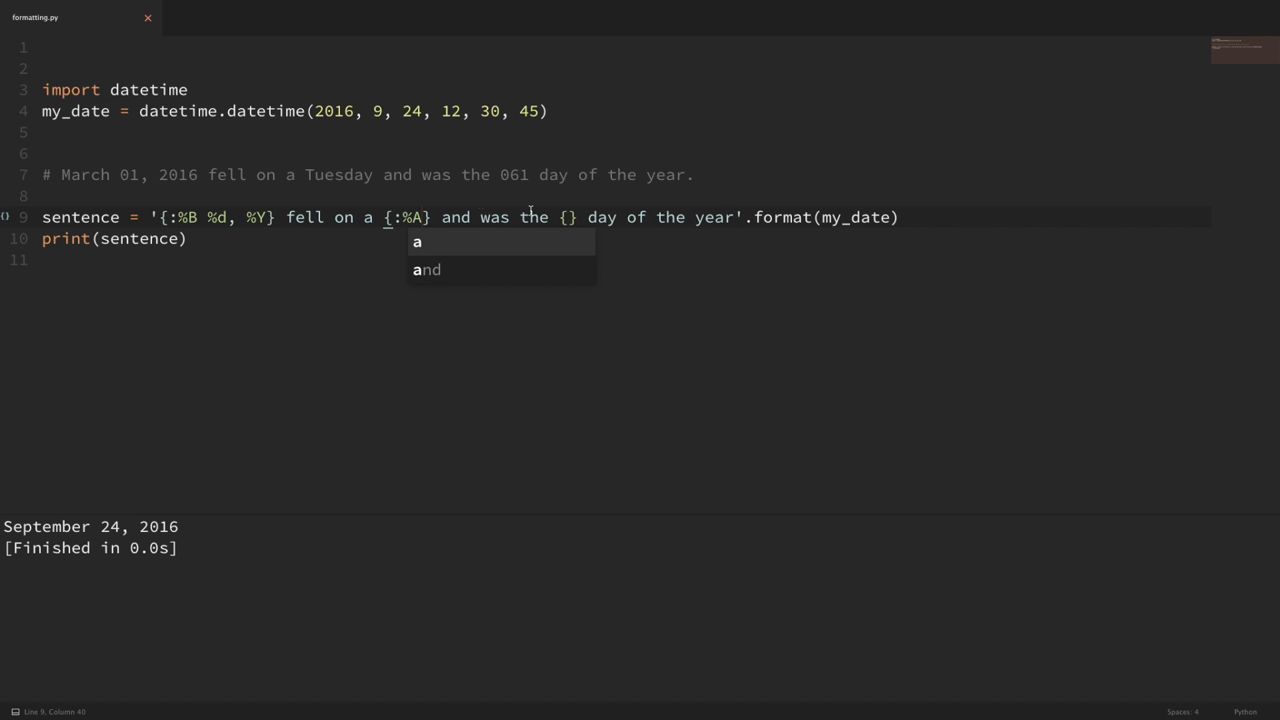 formatting.py
1
2
3 import datetime
4 my_date = datetime.datetime(2016, 9, 24, 12, 30, 45)
5
6
7 # March 01, 2016 fell on a Tuesday and was the 061 day of the year.
8
{} 9 sentence = '{:%B %d, %Y} fell on a {:%A} and was the {} day of the year'.format(my_date)
10 print(sentence)
a
11
and
September 24, 2016
[Finished in 0.0s]
Line 9, Column 40 Spaces: 4 Python